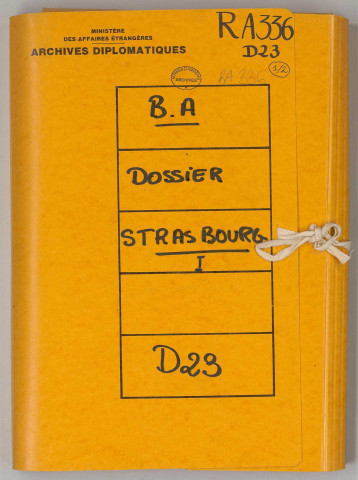 MINISTÈRE
DES AFFAIRES ÉTRANGÈRES
ARCHIVES DIPLOMATIQUES
RA336
D23
1/2
RA 336
B.A
DOSSIER
STRASBOURG
I
D23